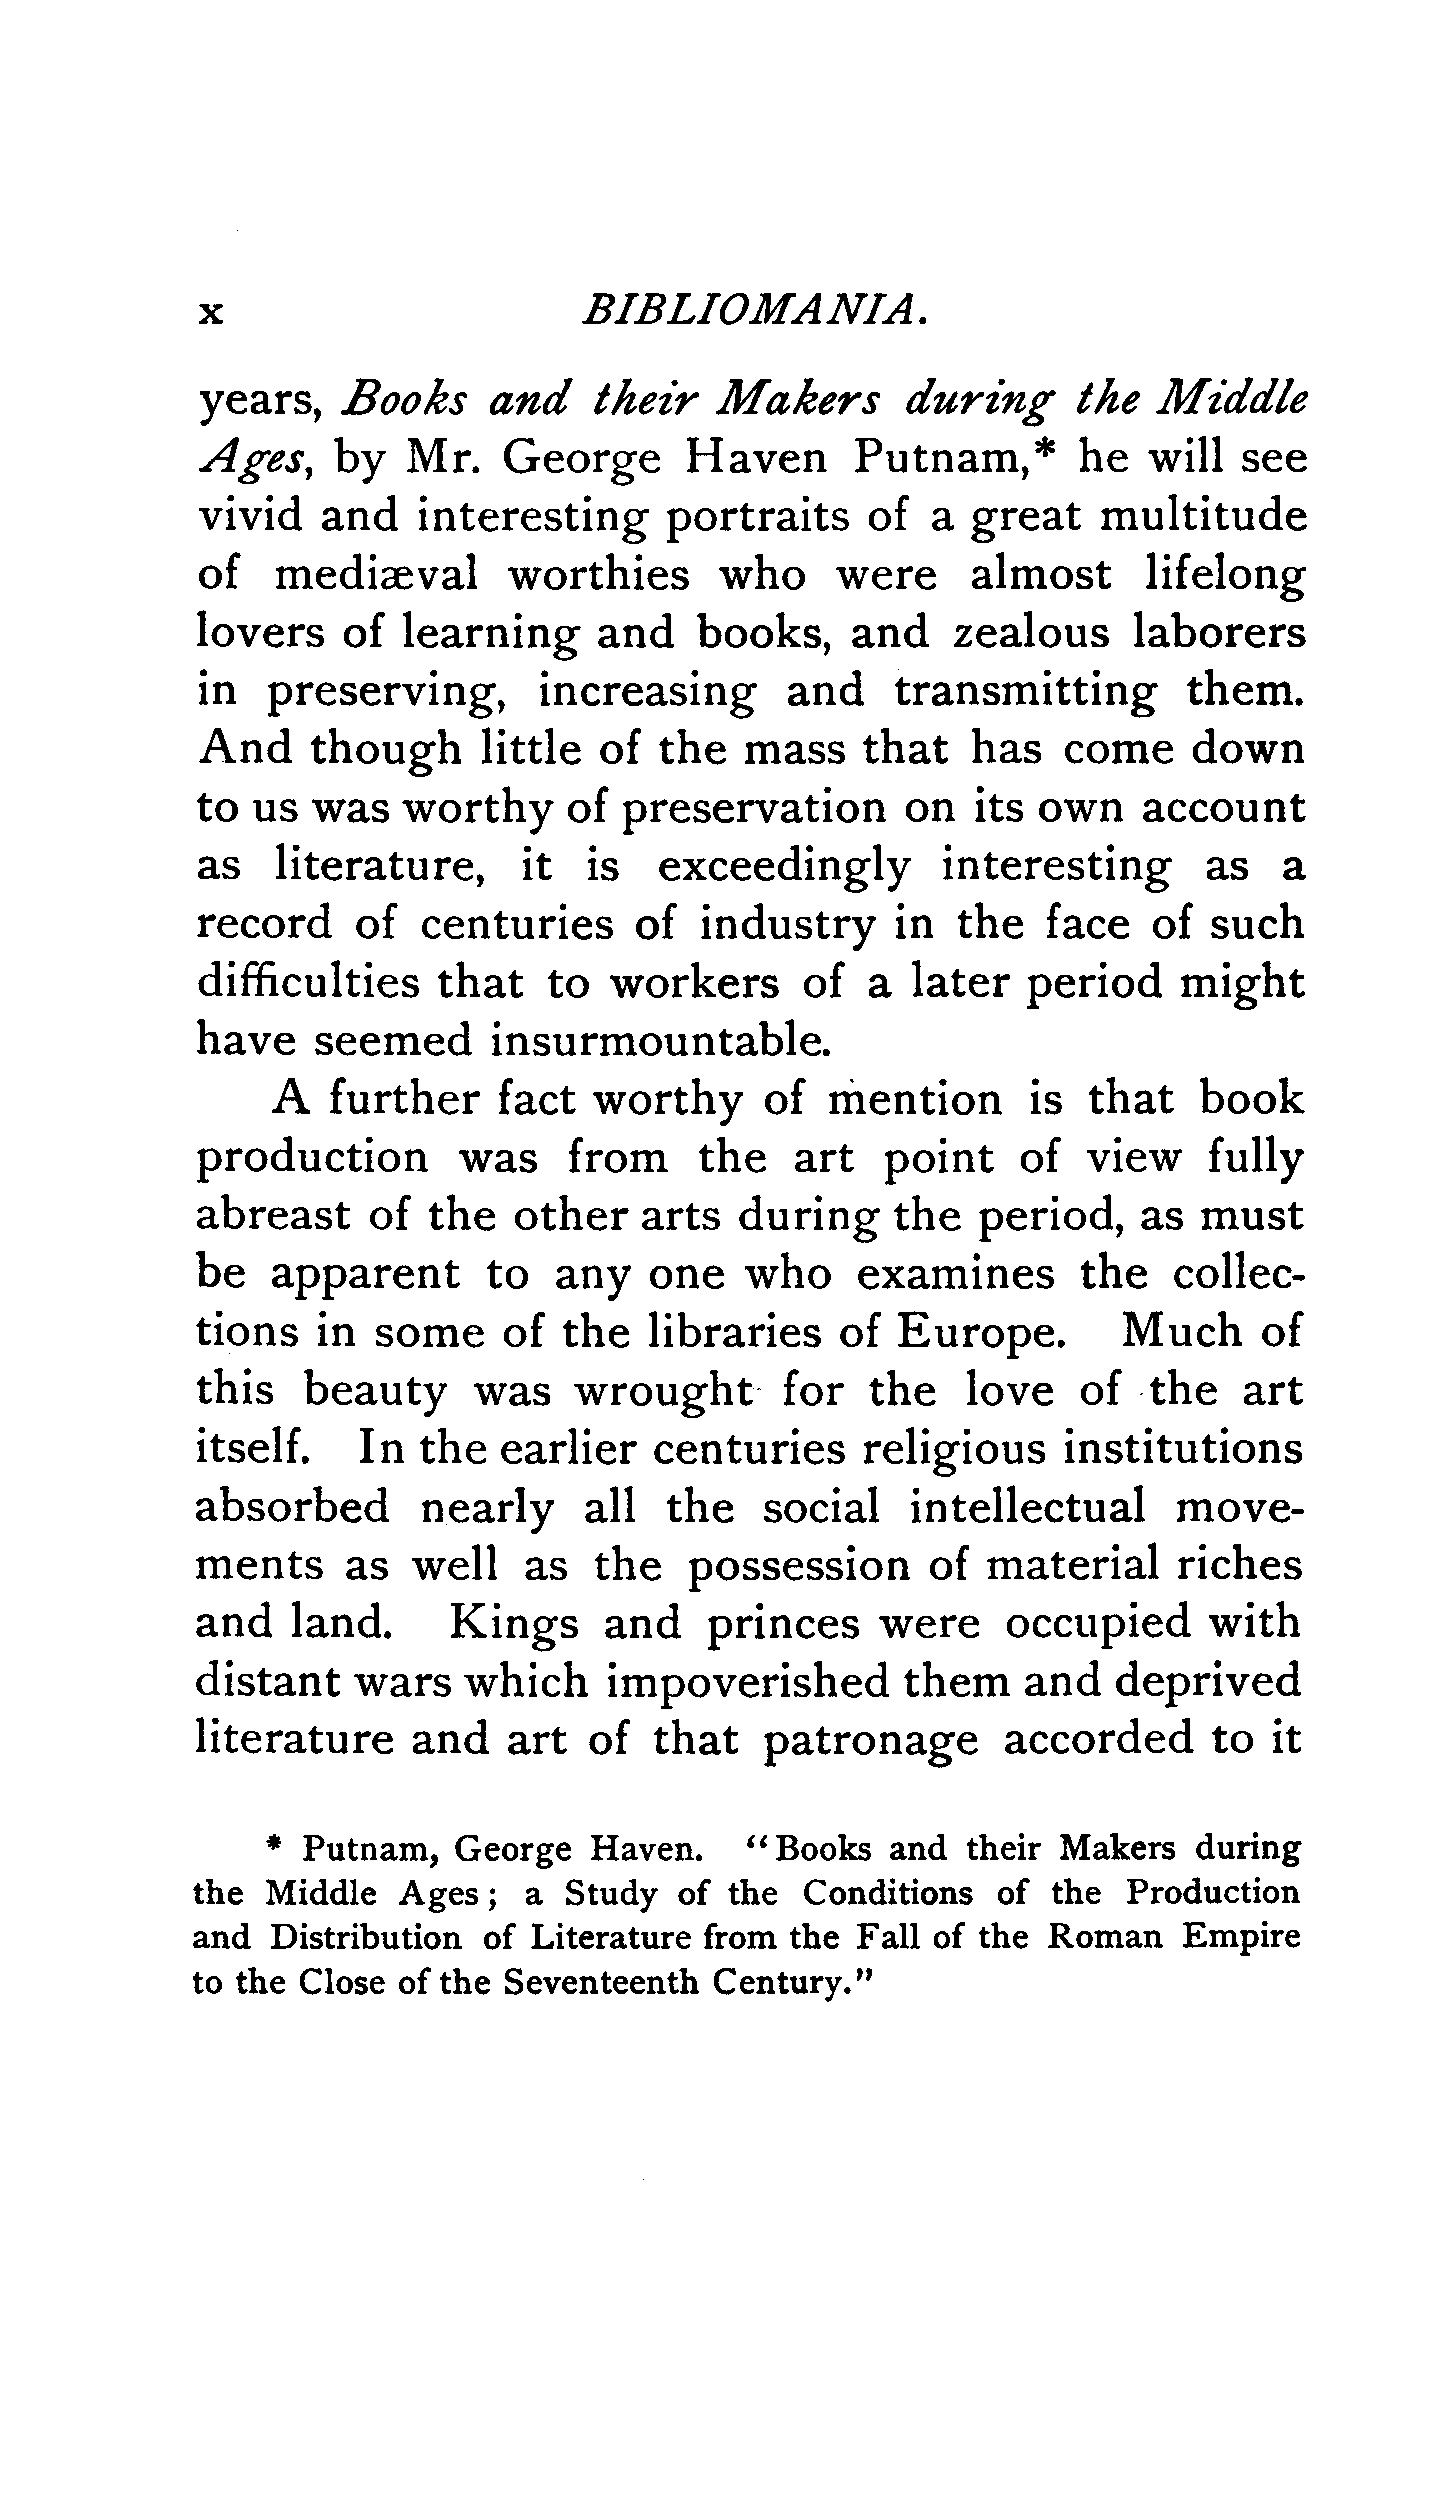 x BIBLIOMANIA.
years, Books and their Makers during the Middle
Ages, by Mr. George Haven Putnam,* he will see
vivid and interesting portraits of a great multitude
of mediæval worthies who were almost lifelong
lovers of learning and books, and zealous laborers
in preserving, increasing and transmitting them.
And though little of the mass that has come down
to us was worthy of preservation on its own account
as literature, it is exceedingly interesting as a
record of centuries of industry in the face of such
difficulties that to workers of a later period might
have seemed insurmountable.
A further fact worthy of mention is that book
production was from the art point of view fully
abreast of the other arts during the period, as must
be apparent to any one who examines the collec-
tions in some of the libraries of Europe. Much of
this beauty was wrought for the love of the art
itself. In the earlier centuries religious institutions
absorbed nearly all the social intellectual move-
ments as well as the possession of material riches
and land. Kings and princes were occupied with
distant wars which impoverished them and deprived
literature and art of that patronage accorded to it
* Putnam, George Haven. "Books and their Makers during
the Middle Ages; a Study of the Conditions of the Production
and Distribution of Literature from the Fall of the Roman Empire
to the Close of the Seventeenth Century."